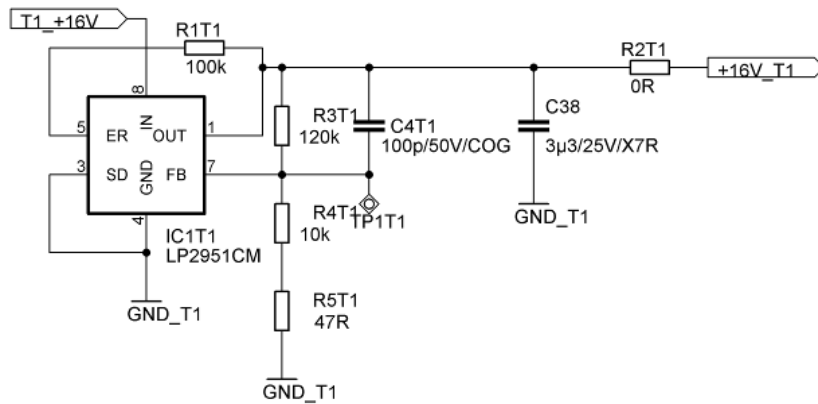 T1_+16V
R1T1
100k
R2T1
0R
+16V_T1
8
5
ER
IN
OUT
1
3
SD
GND
FB
7
4
IC1T1
LP2951CM
GND_T1
R3T1
120k
C4T1
100p/50V/COG
C38
3µ3/25V/X7R
GND_T1
R4T1
10k
TP1T1
R5T1
47R
GND_T1